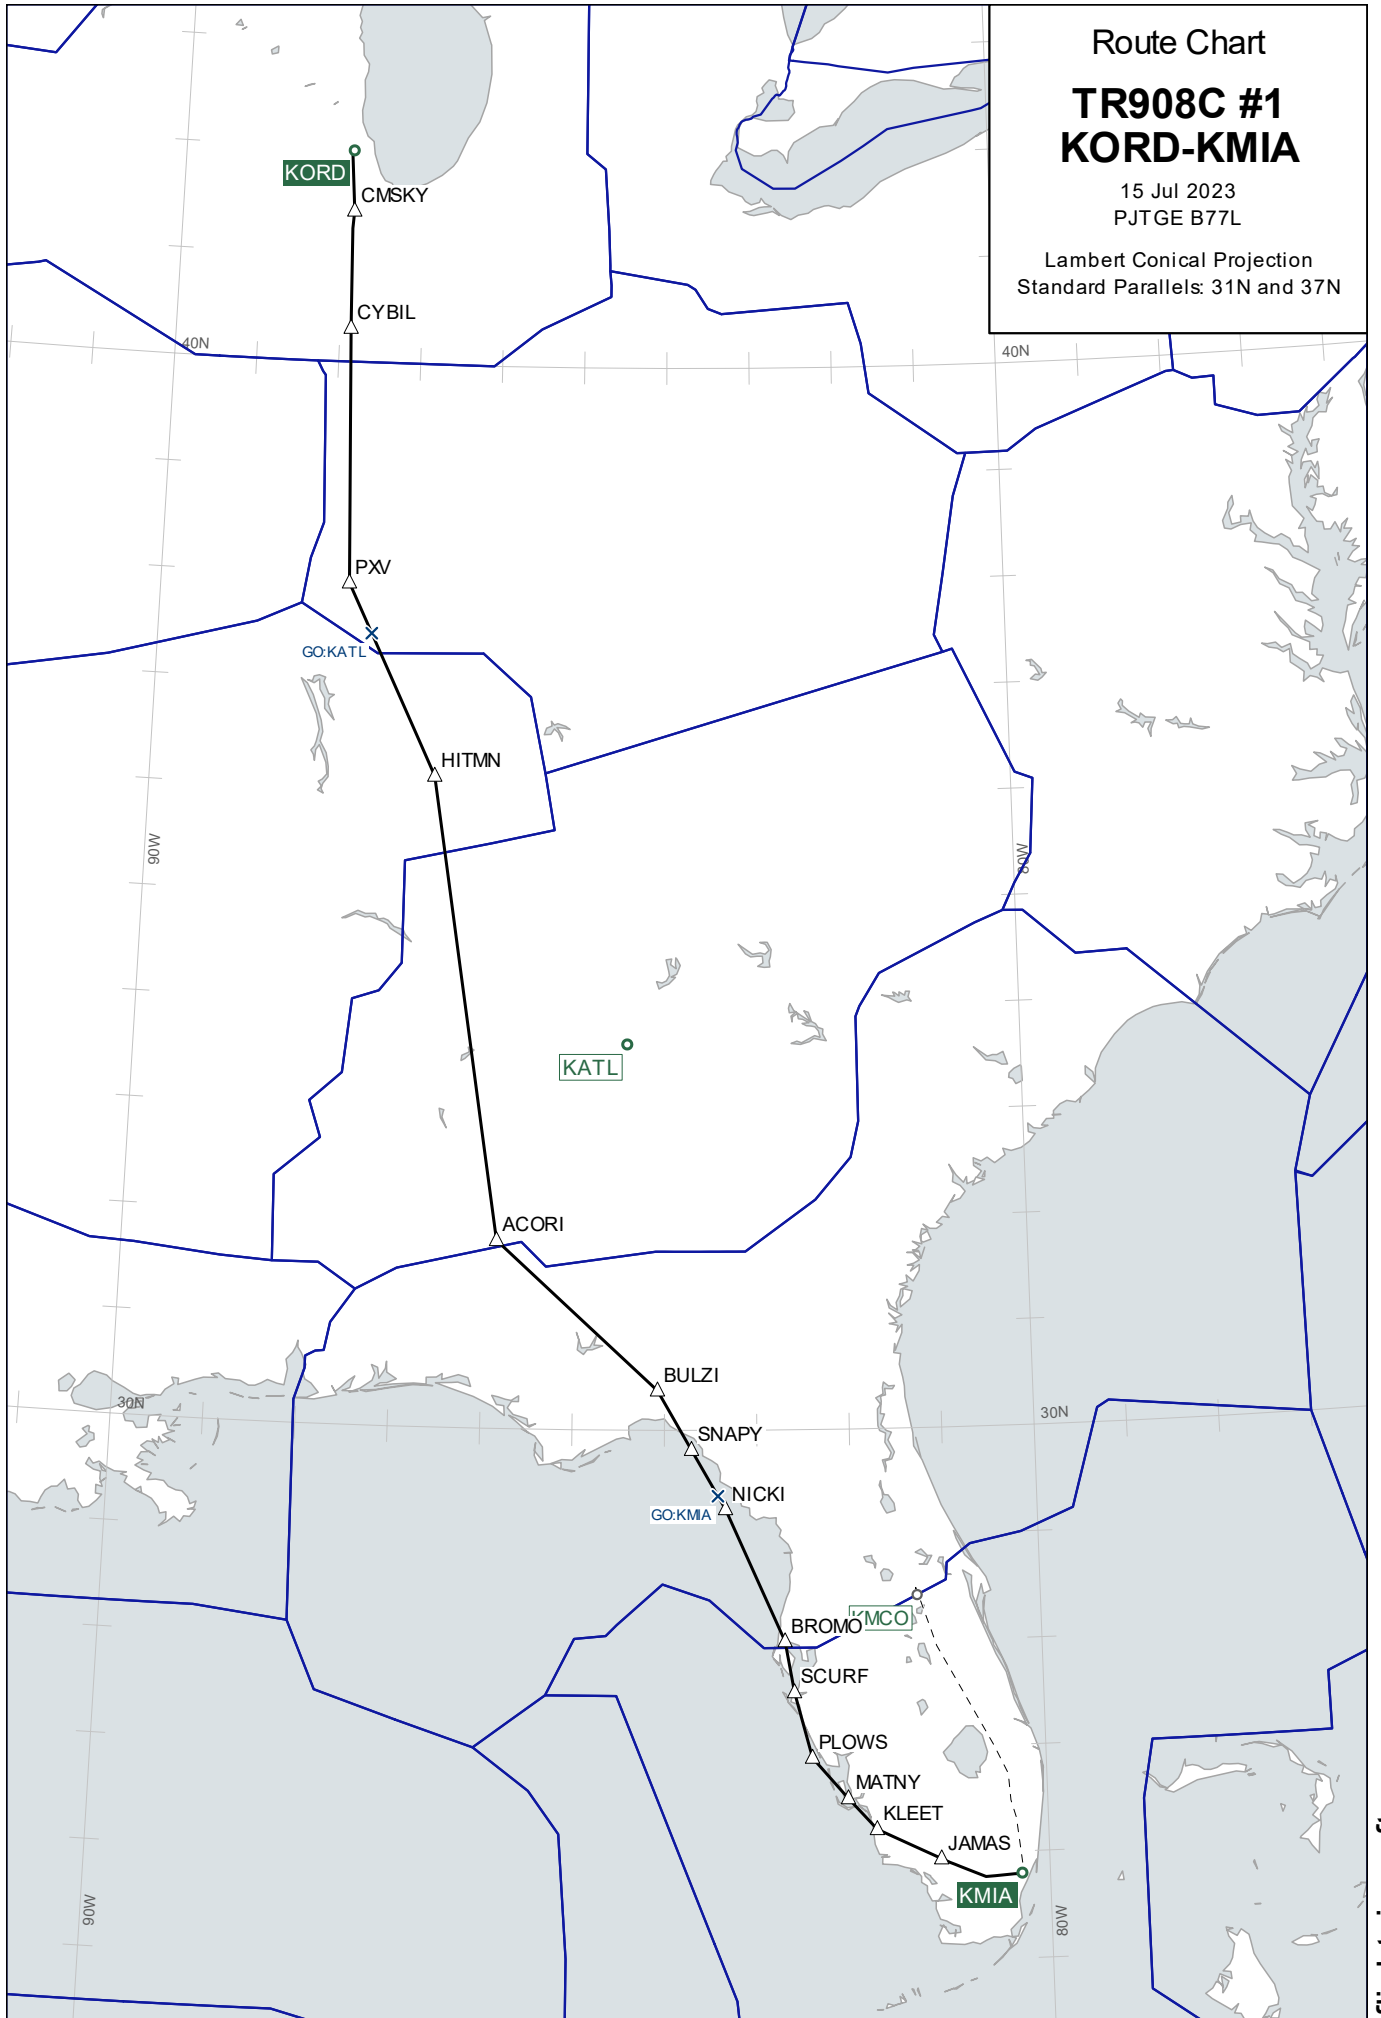 Route Chart
TR908C #1
KORD-KMIA
15 Jul 2023
PJTGE B77L
Lambert Conical Projection
Standard Parallels: 31N and 37N
KORD
CMSKY
CYBIL
40N
40N
PXV
GO:KATL
HITMN
90W
80W
KATL
ACORI
BULZI
30N
30N
SNAPY
NICKI
GO:KMIA
KMCO
BROMO
SCURF
PLOWS
MATNY
KLEET
JAMAS
KMIA
90W
80W